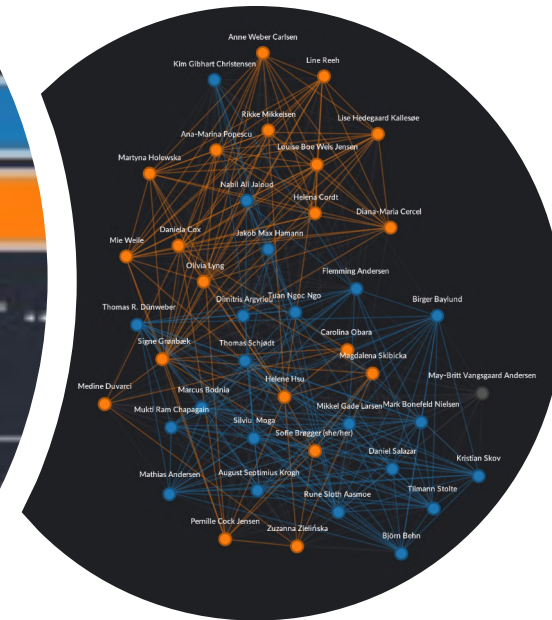 Anne Weber Carlsen
Line Reeh
Kim Gibhart Christensen
Rikke Mikkelsen
Lise Hedegaard Kallesøe
Ana-Marina Popescu
Louise Boe Weis Jensen
Martyna Holewska
Nabil Ali Jaloud
Helena Cordt
Diana-Maria Cercel
Daniela Cox
Jakob Max Hamann
Mie Weile
Olivia Lyng
Flemming Andersen
Dimitris Argyriou
Tuan Ngoc Ngo
Birger Baylund
Thomas R. Dünweber
Carolina Obara
Signe Grønbæk
Thomas Schjødt
Magdalena Skibicka
May-Britt Vangsgaard Andersen
Helene Hsu
Medine Duvarci
Marcus Bodnia
Mukti Ram Chapagain
Mikkel Gade Larsen
Mark Bonefeld Nielsen
Silviu Moga
Sofie Brøgger (she/her)
Daniel Salazar
Kristian Skov
Mathias Andersen
August Septimius Krogh
Tilmann Stolte
Rune Sloth Aasmoe
Pernille Cock Jensen
Zuzanna Zielińska
Björn Behn